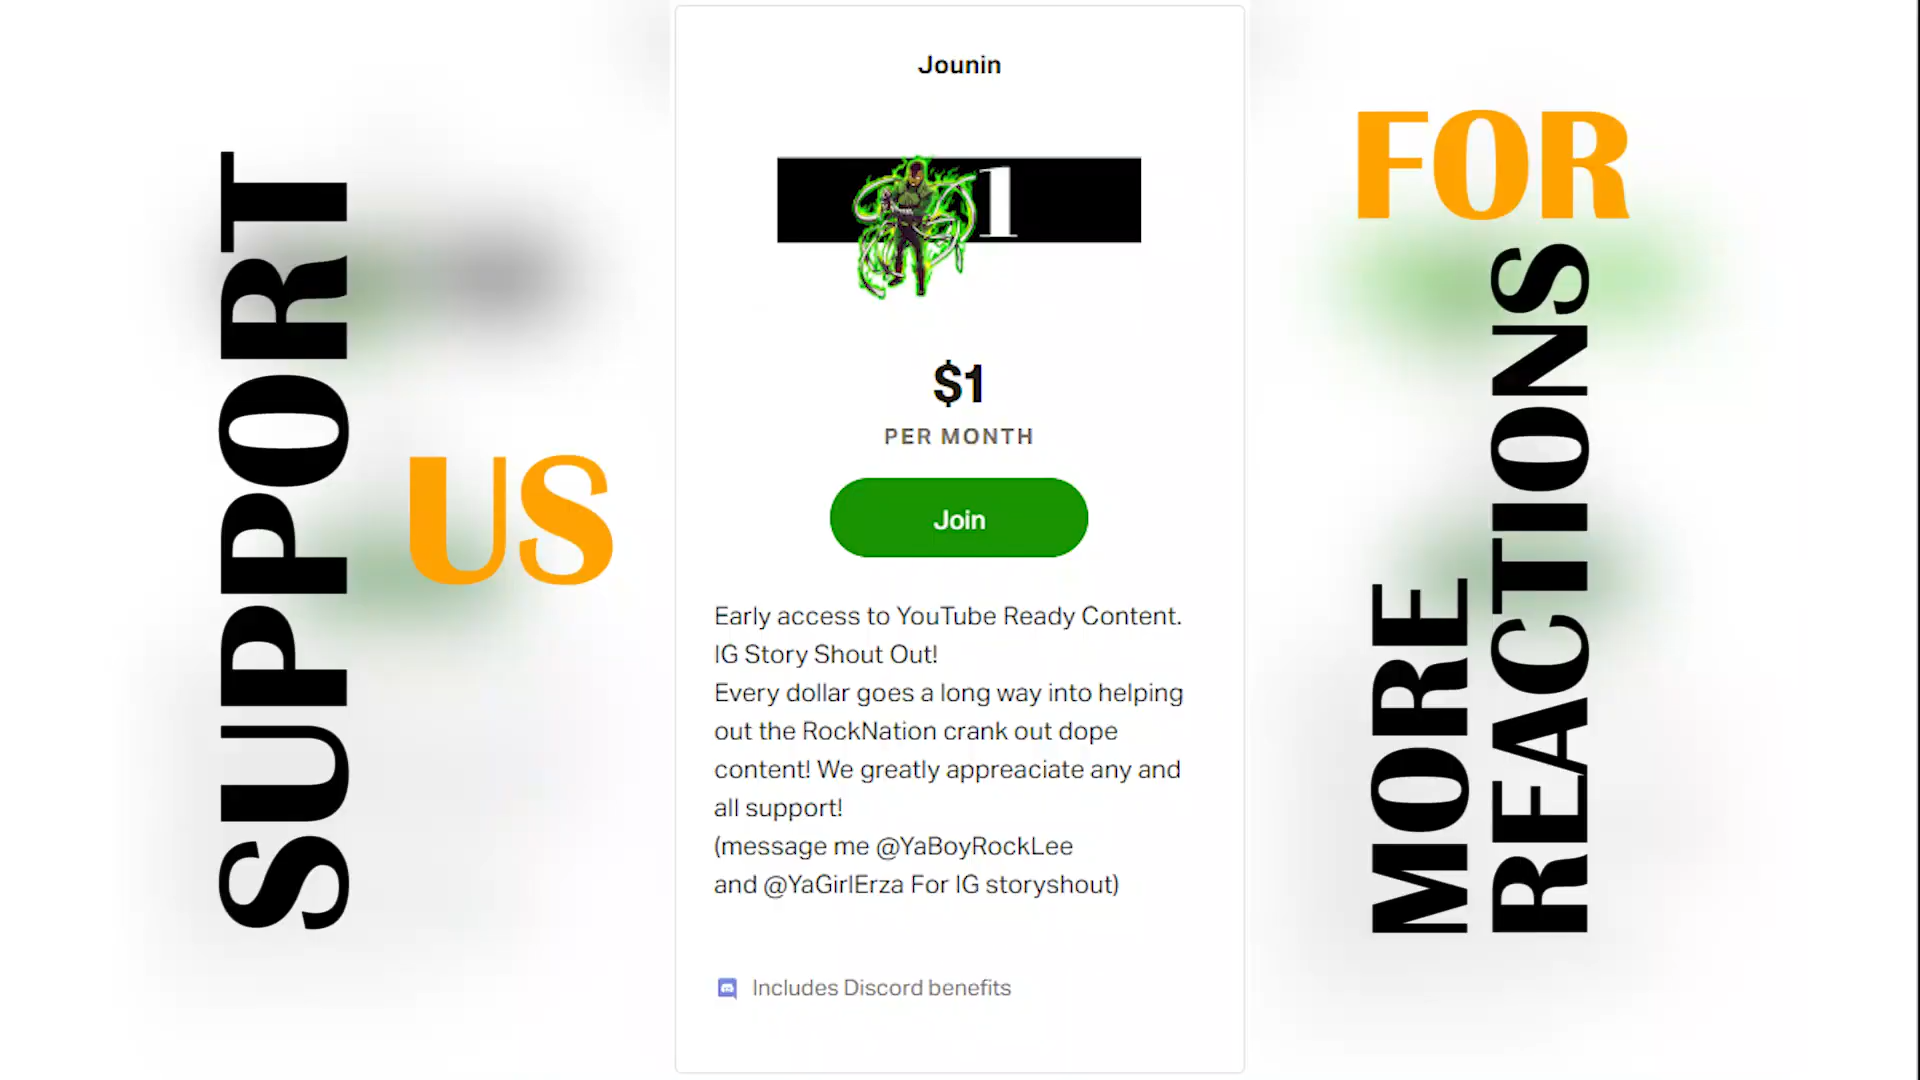 SUPPORT
US
Jounin
1
$1
PER MONTH
Join
Early access to YouTube Ready Content.
IG Story Shout Out!
Every dollar goes a long way into helping
out the RockNation crank out dope
content! We greatly appreaciate any and
all support!
(message me @YaBoyRockLee
and @YaGirlErza For IG storyshout)
Includes Discord benefits
FOR
MORE
REACTIONS